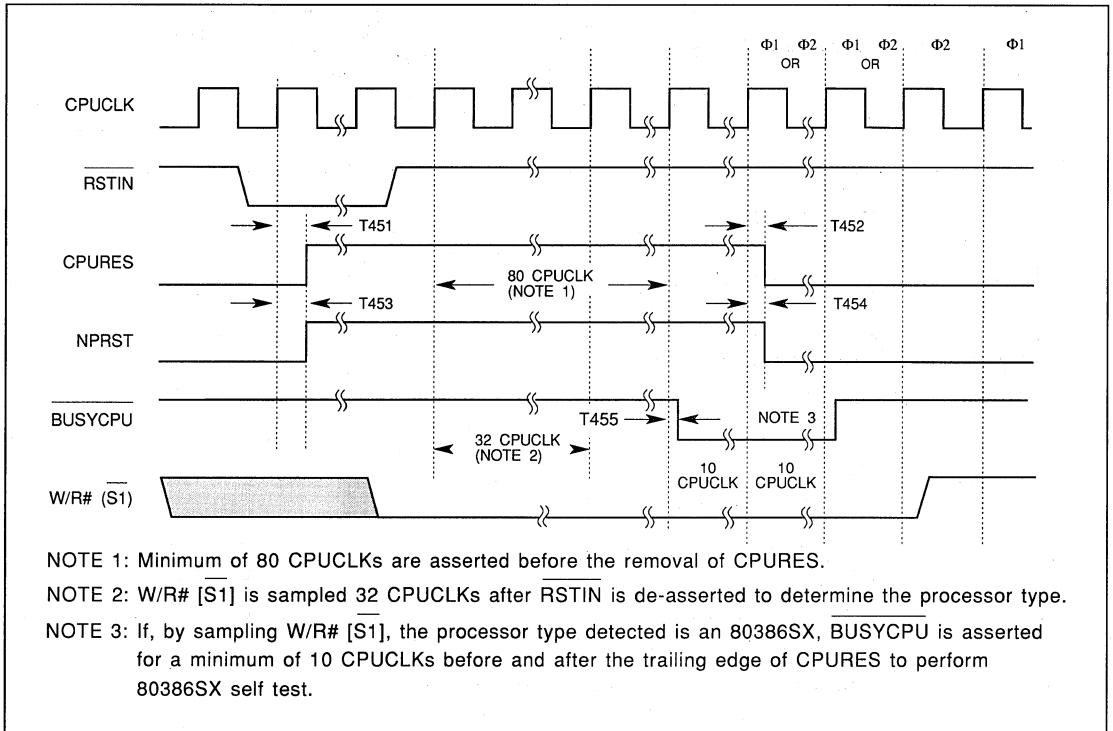 Φ1 Φ2 Φ1 Φ2 Φ2 Φ1
OR OR
CPUCLK
RSTIN
T451 T452
CPURES
80 CPUCLK
(NOTE 1)
T453 T454
NPRST
BUSYCPU
T455 NOTE 3
32 CPUCLK
(NOTE 2)
10 10
CPUCLK CPUCLK
W/R# (S1)
NOTE 1: Minimum of 80 CPUCLKs are asserted before the removal of CPURES.
NOTE 2: W/R# [S1] is sampled 32 CPUCLKs after RSTIN is de-asserted to determine the processor type.
NOTE 3: If, by sampling W/R# [S1], the processor type detected is an 80386SX, BUSYCPU is asserted
for a minimum of 10 CPUCLKs before and after the trailing edge of CPURES to perform
80386SX self test.